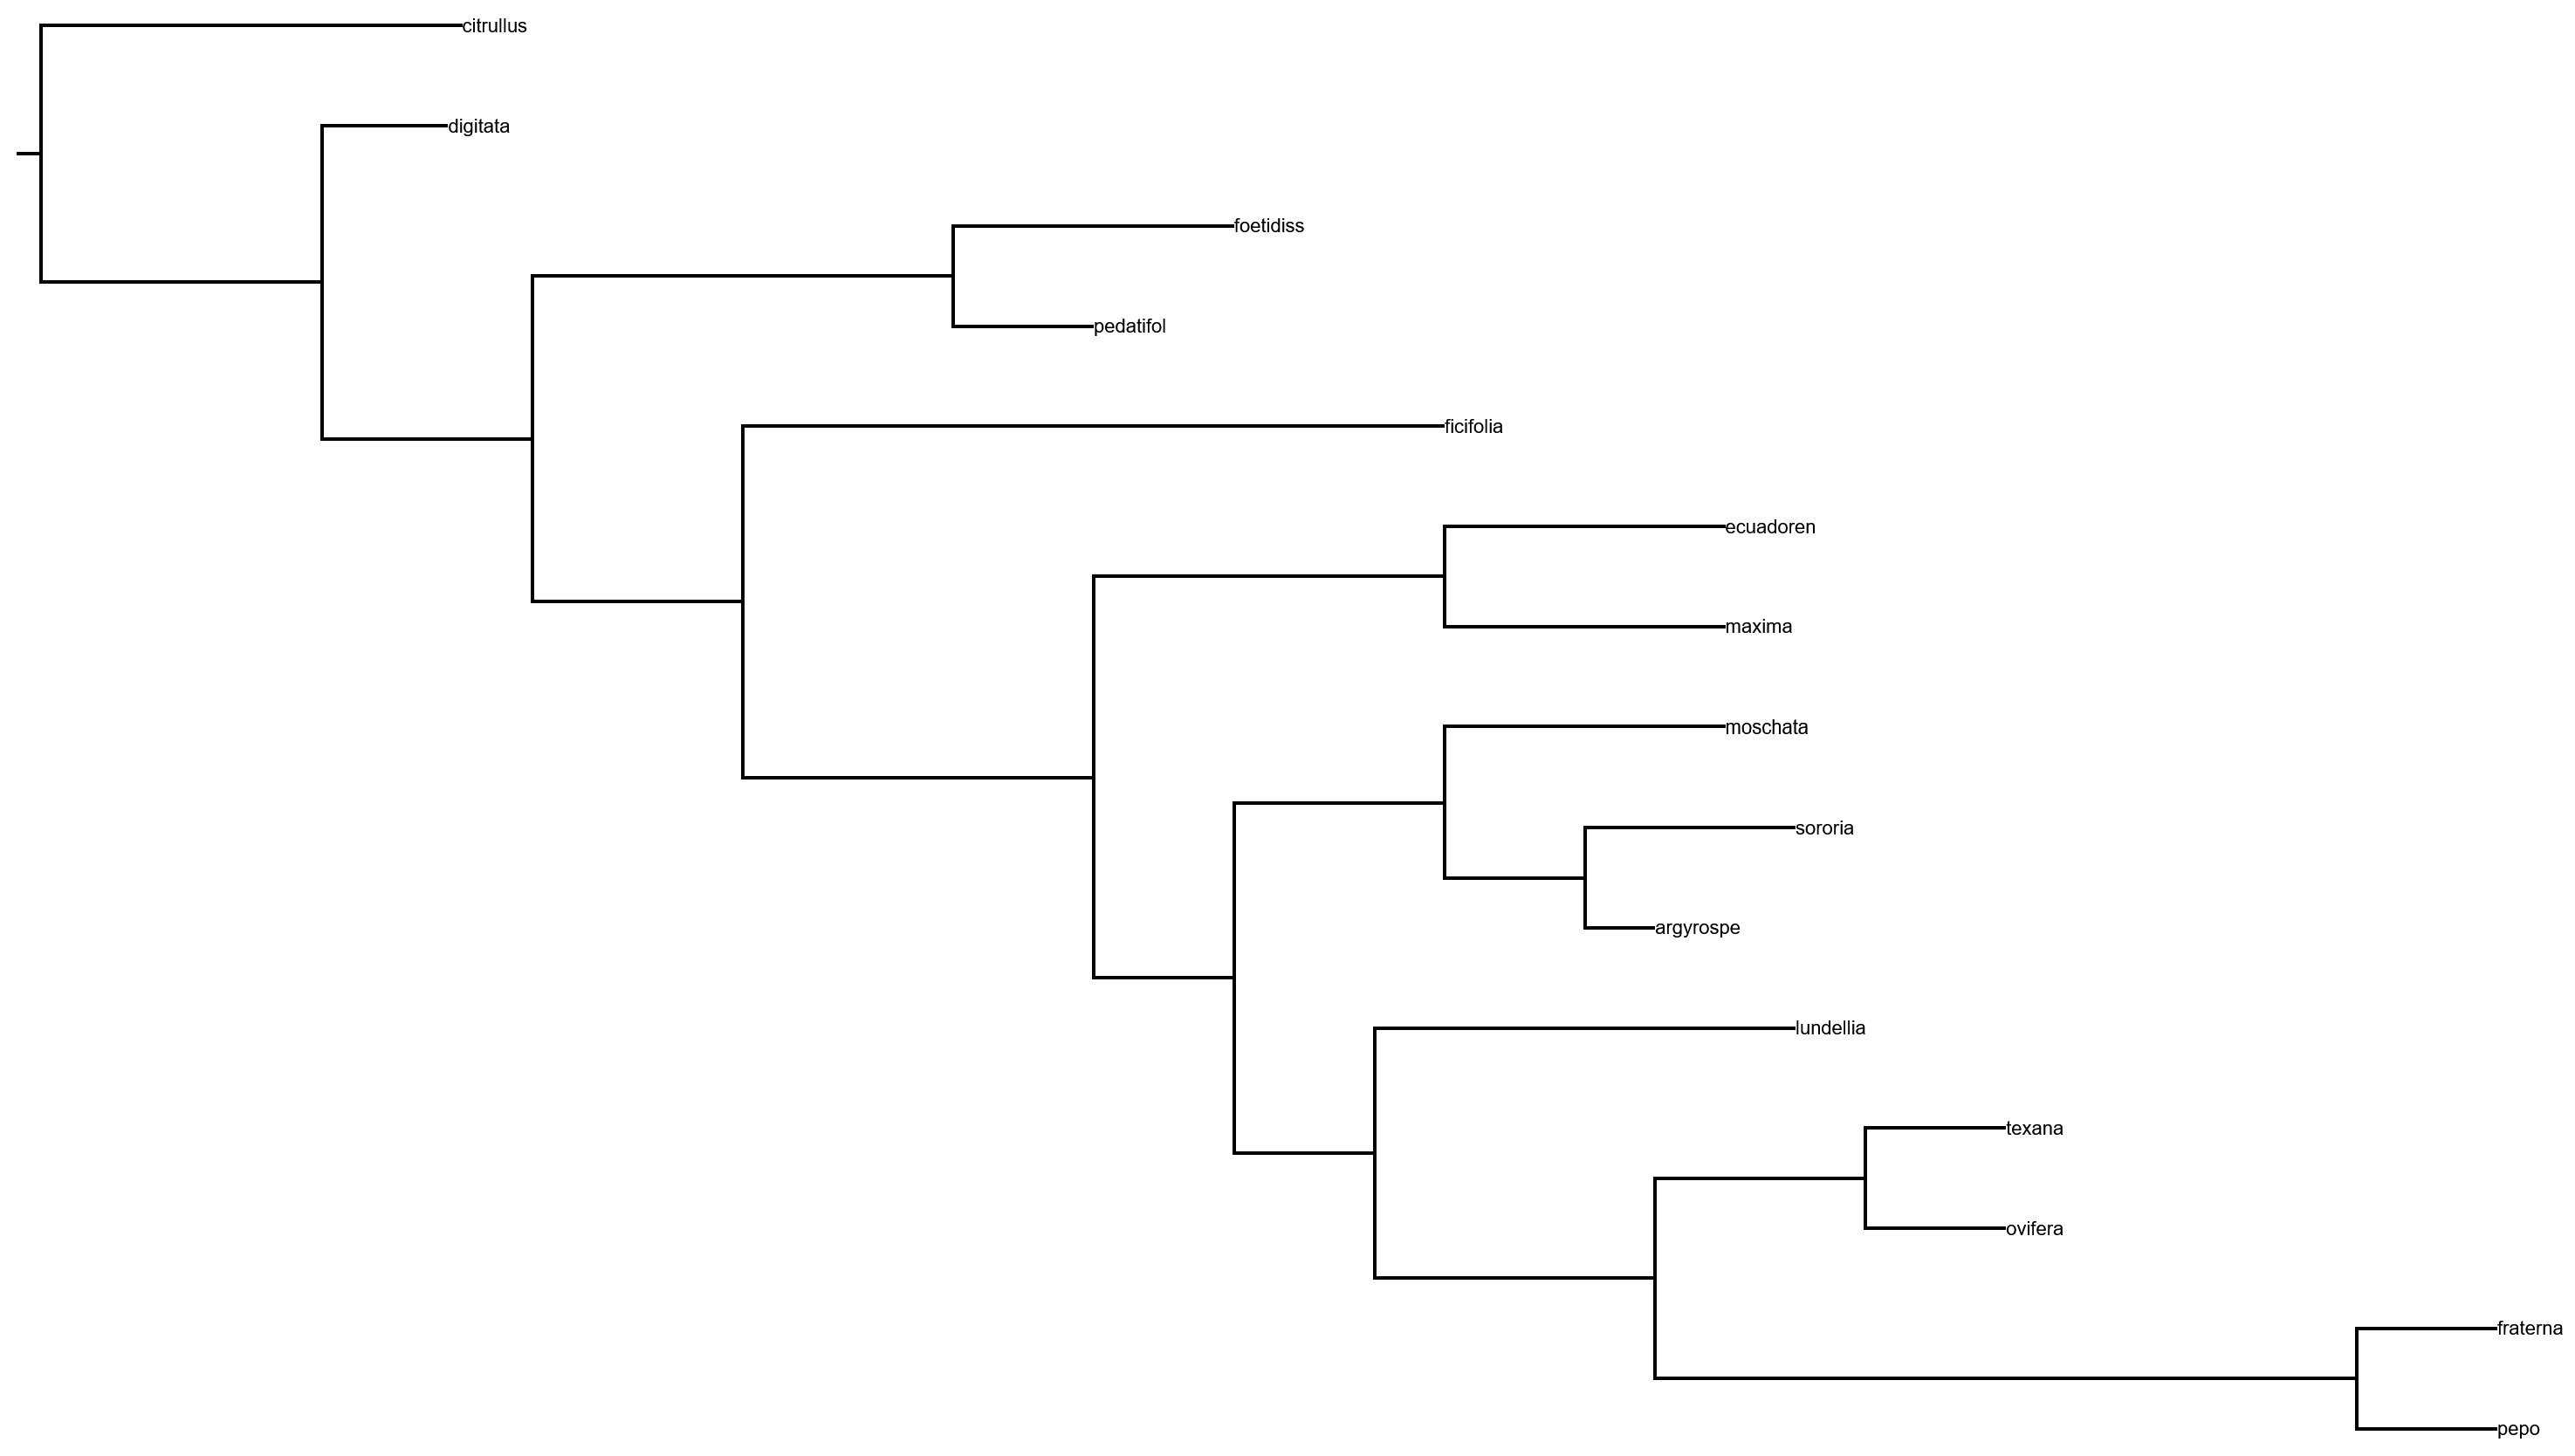 citrullus
digitata
foetidiss
pedatifol
ficifolia
ecuadoren
maxima
moschata
sororia
argyrospe
lundellia
texana
ovifera
fraterna
pepo